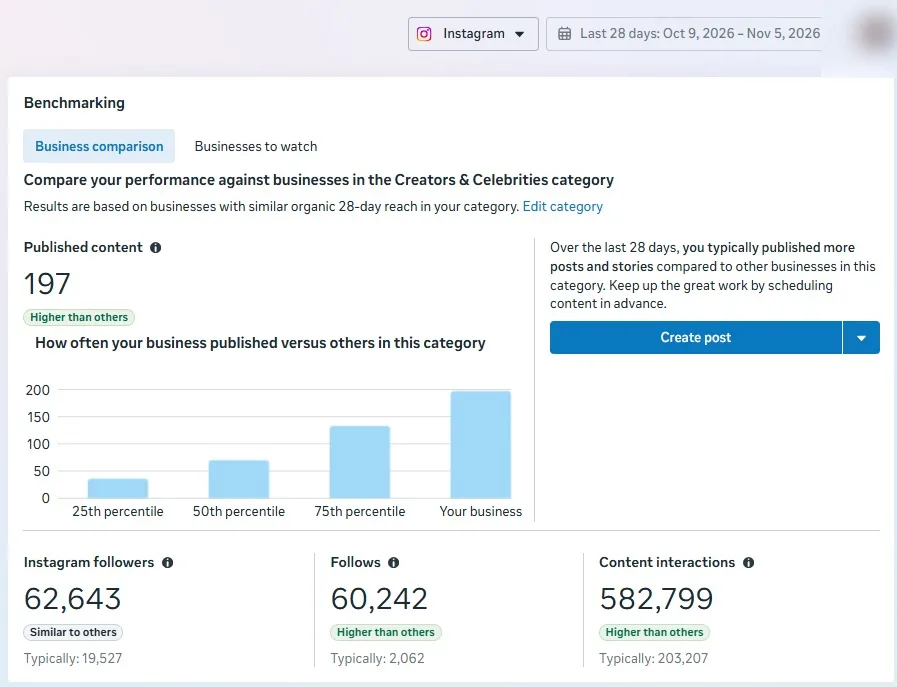 Instagram
Last 28 days: Oct 9, 2026 – Nov 5, 2026
Benchmarking
Business comparison
Businesses to watch
Compare your performance against businesses in the Creators & Celebrities category
Results are based on businesses with similar organic 28-day reach in your category. Edit category
Published content
197
Higher than others
How often your business published versus others in this category
200
150
100
50
0
25th percentile
50th percentile
75th percentile
Your business
Over the last 28 days, you typically published more
posts and stories compared to other businesses in this
category. Keep up the great work by scheduling
content in advance.
Create post
Instagram followers
62,643
Similar to others
Typically: 19,527
Follows
60,242
Higher than others
Typically: 2,062
Content interactions
582,799
Higher than others
Typically: 203,207